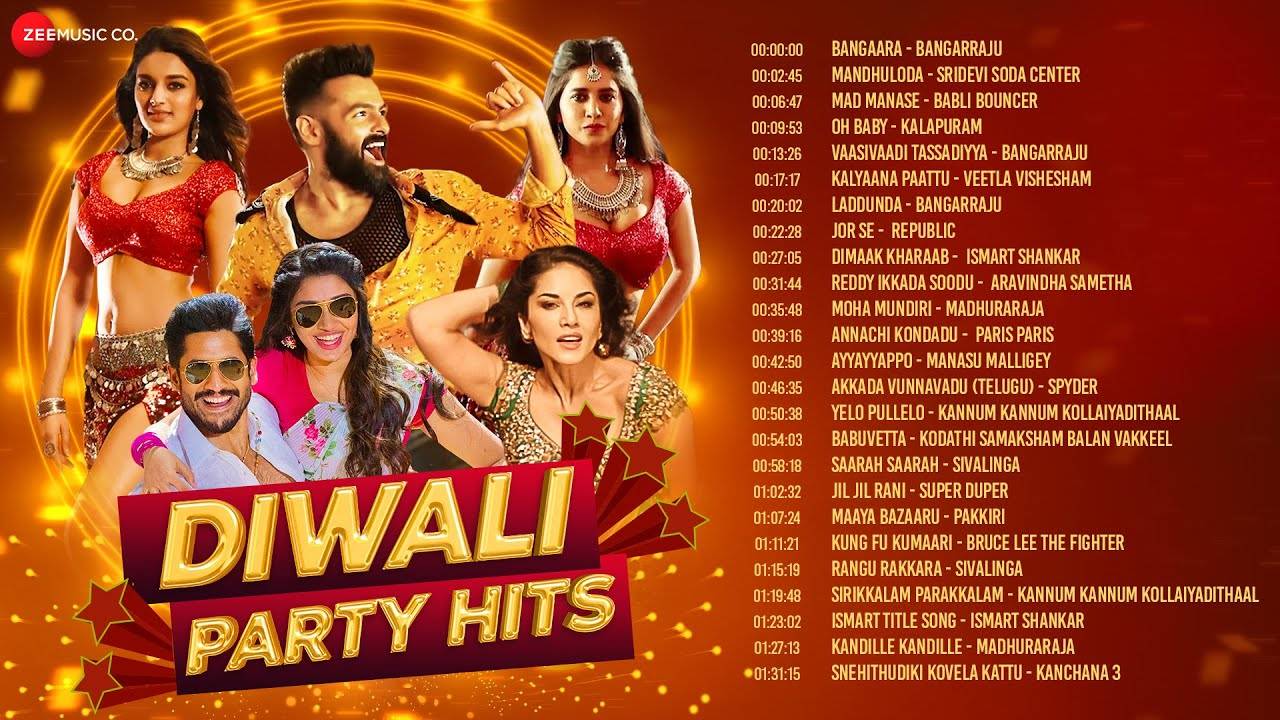 ZEEMUSIC CO.
DIWALI
PARTY HITS
00:00:00 BANGAARA - BANGARRAJU
00:02:45 MANDHULODA - SRIDEVI SODA CENTER
00:06:47 MAD MANASE - BABLI BOUNCER
00:09:53 OH BABY - KALAPURAM
00:13:26 VAASIVAADI TASSADIYYA - BANGARRAJU
00:17:17 KALYAANA PAATTU - VEETLA VISHESHAM
00:20:02 LADDUNDA - BANGARRAJU
00:22:28 JOR SE - REPUBLIC
00:27:05 DIMAAK KHARAAB - ISMART SHANKAR
00:31:44 REDDY IKKADA SOODU - ARAVINDHA SAMETHA
00:35:48 MOHA MUNDIRI - MADHURARAJA
00:39:16 ANNACHI KONDADU - PARIS PARIS
00:42:50 AYYAYYAPPO - MANASU MALLIGEY
00:46:35 AKKADA VUNNAVADU (TELUGU) - SPYDER
00:50:38 YELO PULLELO - KANNUM KANNUM KOLLAIYADITHAAL
00:54:03 BABUVETTA - KODATHI SAMAKSHAM BALAN VAKKEEL
00:58:18 SAARAH SAARAH - SIVALINGA
01:02:32 JIL JIL RANI - SUPER DUPER
01:07:24 MAAYA BAZAARU - PAKKIRI
01:11:21 KUNG FU KUMAARI - BRUCE LEE THE FIGHTER
01:15:19 RANGU RAKKARA - SIVALINGA
01:19:48 SIRIKKALAM PARAKKALAM - KANNUM KANNUM KOLLAIYADITHAAL
01:23:02 ISMART TITLE SONG - ISMART SHANKAR
01:27:13 KANDILLE KANDILLE - MADHURARAJA
01:31:15 SNEHITHUDIKI KOVELA KATTU - KANCHANA 3